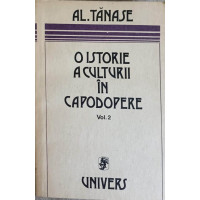 AL. TĂNASE
O ISTORIE
A CULTURII
ÎN
CAPODOPERE
Vol. 2
UNIVERS